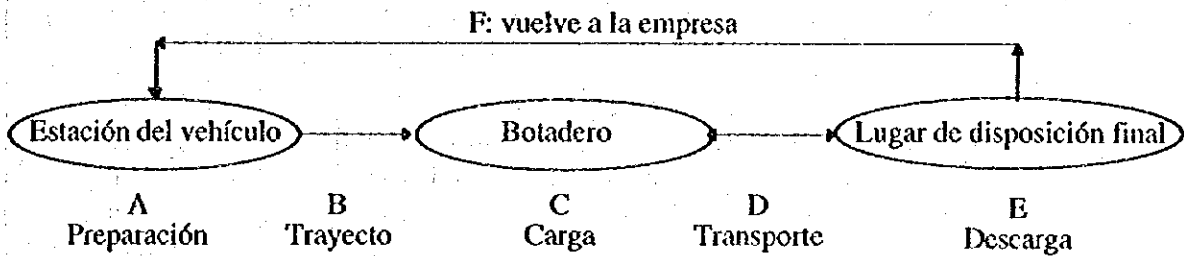 F: vuelve a la empresa
Estación del vehículo
Botadero
Lugar de disposición final
A B C D E
Preparación Trayecto Carga Transporte Descarga